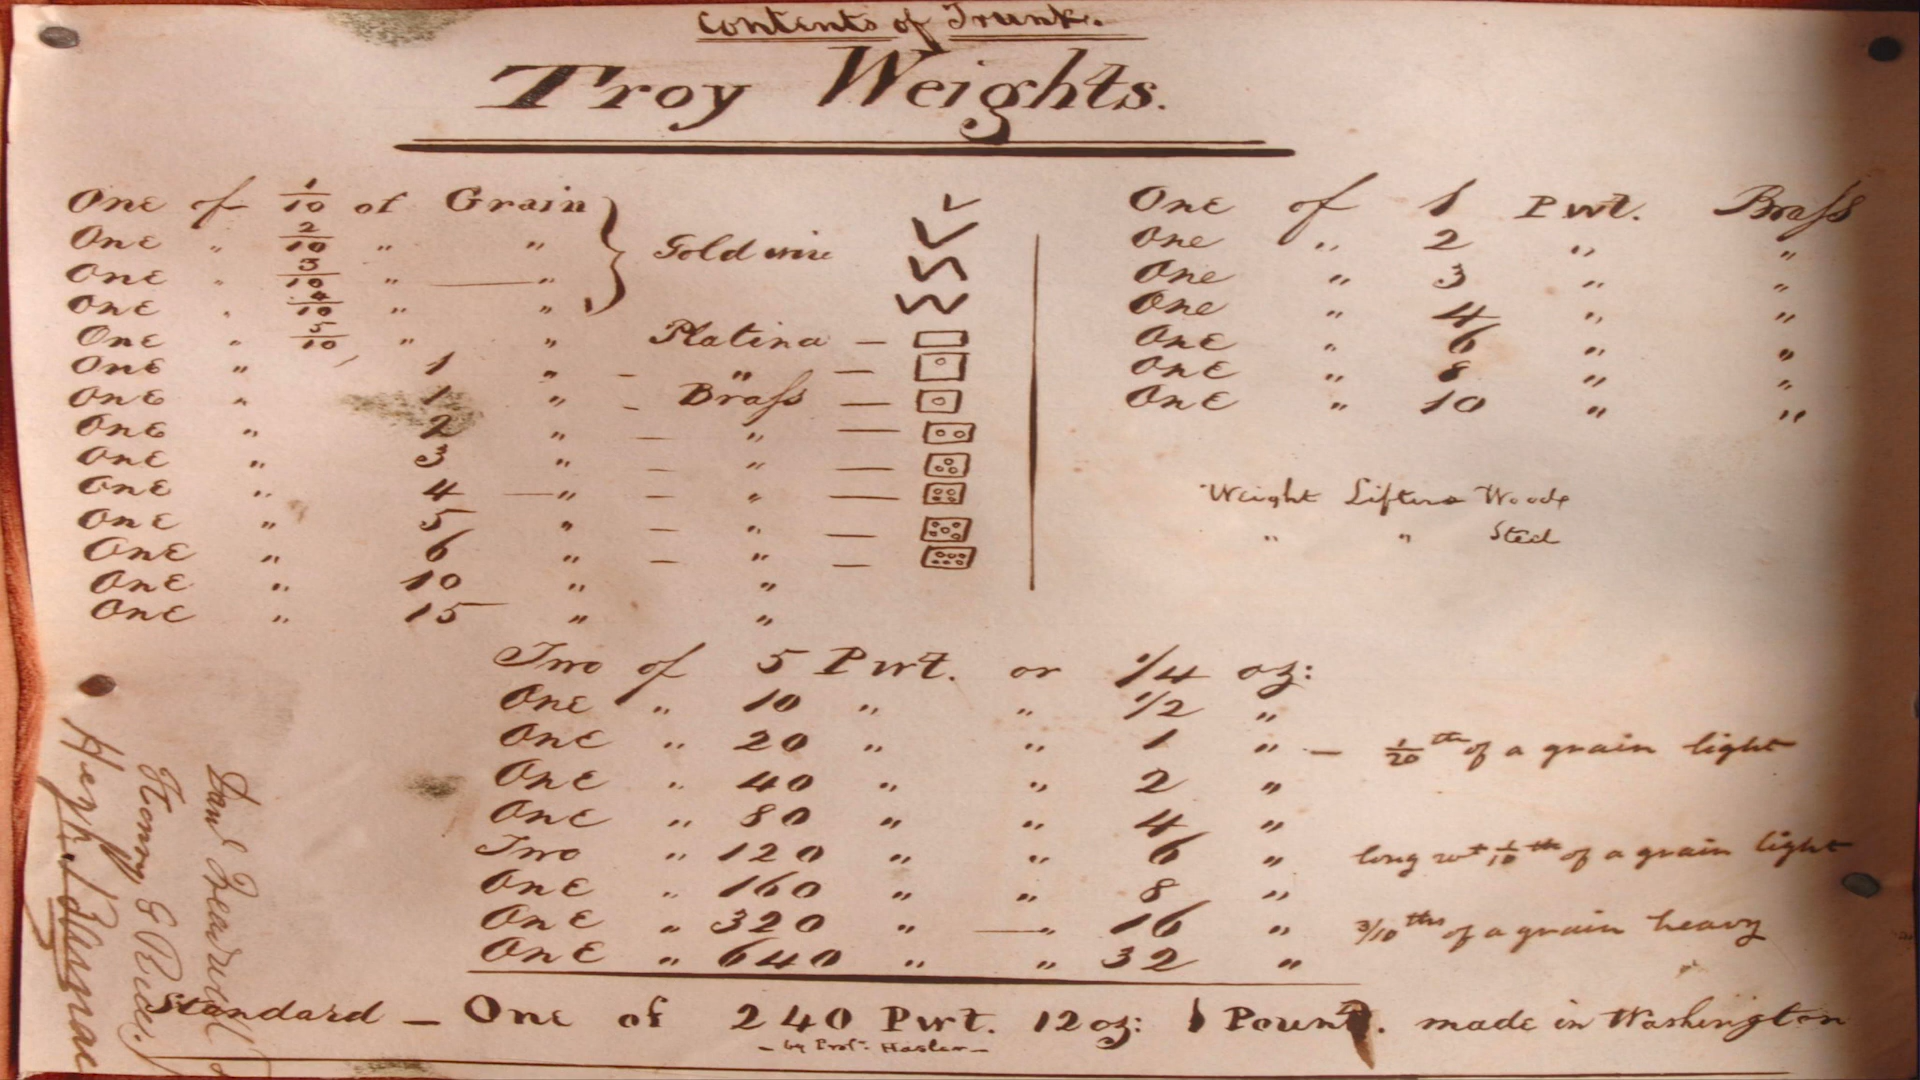 Contents of Trunk.
Troy Weights.
One of 1/10 of Grain
One " 2/10 " " Gold wire
One " 3/10 " — "
One " 4/10 " "
One " 5/10 " " Platina —
One " 1 " – " —
One " 1 " – Brass —
One " 2 " — " —
One " 3 " – " —
One " 4 — " – " —
One " 5 " – " —
One " 6 " – " —
One " 10 " "
One " 15 " "
One of 1 Pwt. Brass
One " 2 " "
One " 3 " "
One " 4 " "
One " 6 " "
One " 8 " "
One " 10 " "
Weight Lifters Wood
" " Steel
Two of 5 Pwt. or 1/4 oz:
One " 10 " " 1/2 "
One " 20 " " 1 " – 1/20th of a grain light
One " 40 " " 2 "
One " 80 " " 4 "
Two " 120 " " 6 " long wt 1/10th of a grain light
One " 160 " " 8 "
One " 320 " — " 16 " 3/10ths of a grain heavy
One " 640 " " 32 "
Standard – One of 240 Pwt. 12 oz: 1 Pound. made in Washington
– by Profr. Hasler –
Henry &